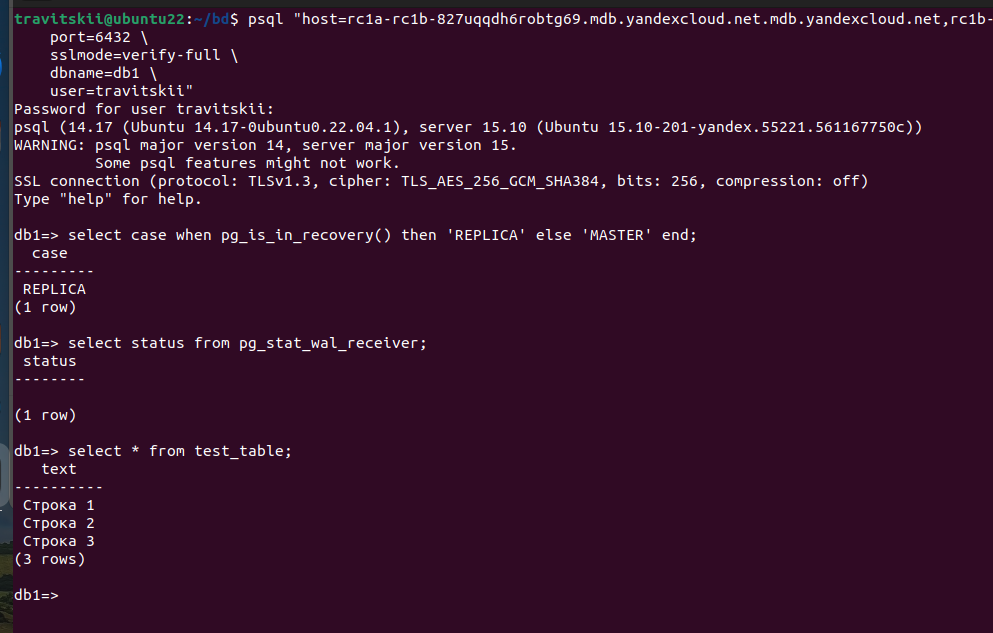 travitskii@ubuntu22:~/bd$ psql "host=rc1a-rc1b-827uqqdh6robtg69.mdb.yandexcloud.net.mdb.yandexcloud.net,rc1b-
    port=6432 \
    sslmode=verify-full \
    dbname=db1 \
    user=travitskii"
Password for user travitskii:
psql (14.17 (Ubuntu 14.17-0ubuntu0.22.04.1), server 15.10 (Ubuntu 15.10-201-yandex.55221.561167750c))
WARNING: psql major version 14, server major version 15.
         Some psql features might not work.
SSL connection (protocol: TLSv1.3, cipher: TLS_AES_256_GCM_SHA384, bits: 256, compression: off)
Type "help" for help.
db1=> select case when pg_is_in_recovery() then 'REPLICA' else 'MASTER' end;
  case
---------
 REPLICA
(1 row)
db1=> select status from pg_stat_wal_receiver;
 status
--------
(1 row)
db1=> select * from test_table;
   text
----------
 Строка 1
 Строка 2
 Строка 3
(3 rows)
db1=>